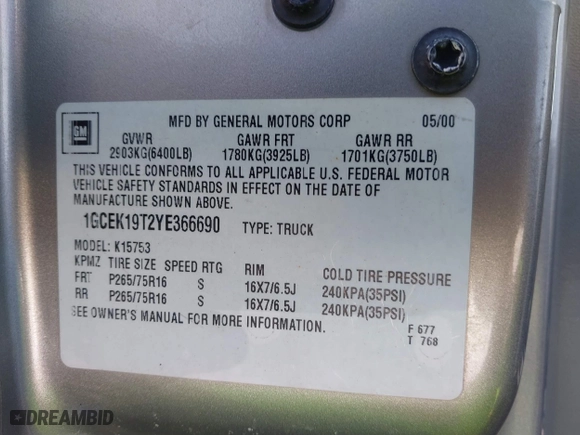 GM
MFD BY GENERAL MOTORS CORP 05/00
GVWR GAWR FRT GAWR RR
2903KG(6400LB) 1780KG(3925LB) 1701KG(3750LB)
THIS VEHICLE CONFORMS TO ALL APPLICABLE U.S. FEDERAL MOTOR
VEHICLE SAFETY STANDARDS IN EFFECT ON THE DATE OF
MANUFACTURE SHOWN ABOVE.
1GCEK19T2YE366690 TYPE: TRUCK
MODEL: K15753
KPMZ TIRE SIZE SPEED RTG RIM COLD TIRE PRESSURE
FRT P265/75R16 S 16X7/6.5J 240KPA(35PSI)
RR P265/75R16 S 16X7/6.5J 240KPA(35PSI)
SEE OWNER'S MANUAL FOR MORE INFORMATION.
F 677
T 768
DREAMBID